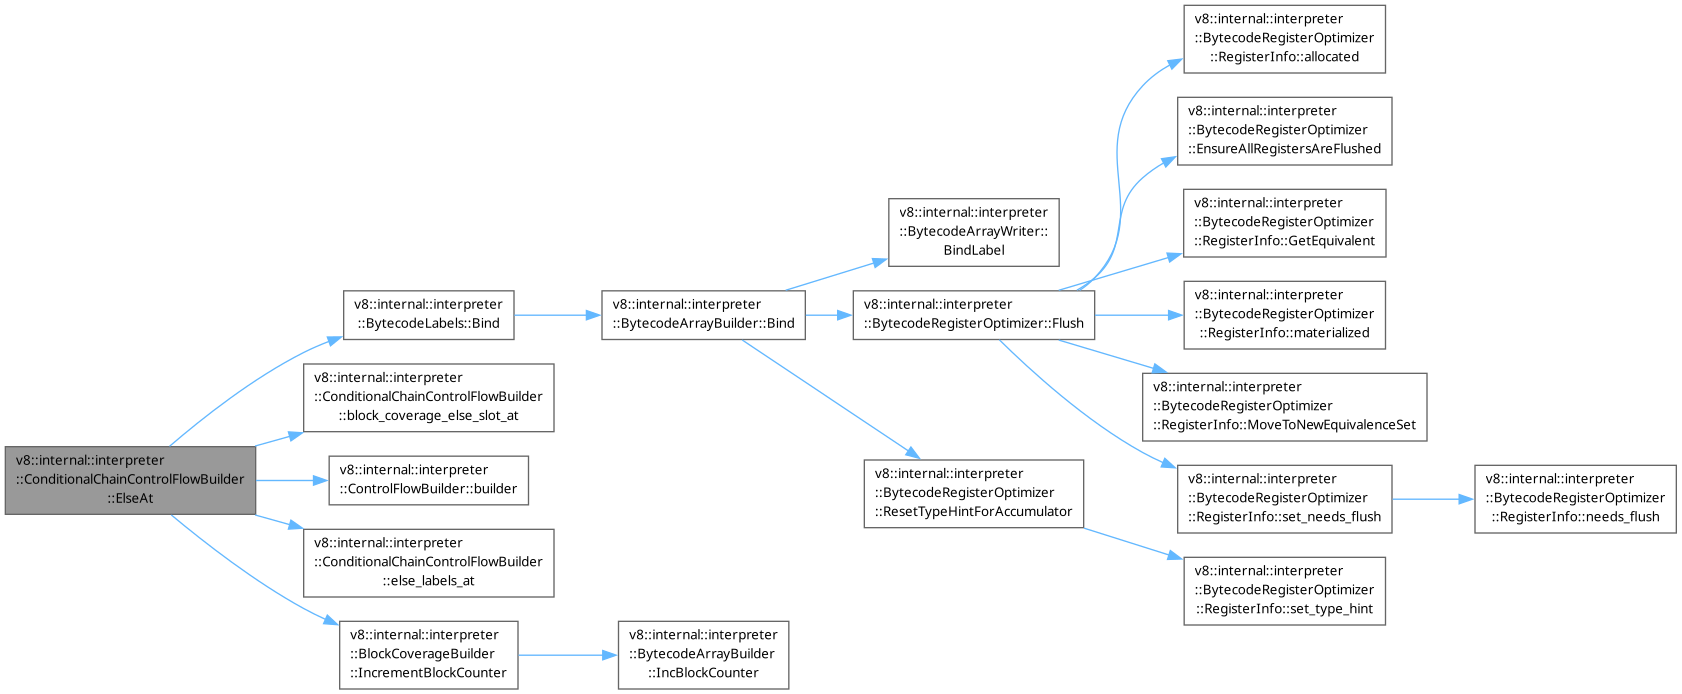 v8::internal::interpreter
::ConditionalChainControlFlowBuilder
::ElseAt
v8::internal::interpreter
::BytecodeLabels::Bind
v8::internal::interpreter
::ConditionalChainControlFlowBuilder
::block_coverage_else_slot_at
v8::internal::interpreter
::ControlFlowBuilder::builder
v8::internal::interpreter
::ConditionalChainControlFlowBuilder
::else_labels_at
v8::internal::interpreter
::BlockCoverageBuilder
::IncrementBlockCounter
v8::internal::interpreter
::BytecodeArrayBuilder::Bind
v8::internal::interpreter
::BytecodeArrayBuilder
::IncBlockCounter
v8::internal::interpreter
::BytecodeArrayWriter::
BindLabel
v8::internal::interpreter
::BytecodeRegisterOptimizer::Flush
v8::internal::interpreter
::BytecodeRegisterOptimizer
::ResetTypeHintForAccumulator
v8::internal::interpreter
::BytecodeRegisterOptimizer
::RegisterInfo::allocated
v8::internal::interpreter
::BytecodeRegisterOptimizer
::EnsureAllRegistersAreFlushed
v8::internal::interpreter
::BytecodeRegisterOptimizer
::RegisterInfo::GetEquivalent
v8::internal::interpreter
::BytecodeRegisterOptimizer
::RegisterInfo::materialized
v8::internal::interpreter
::BytecodeRegisterOptimizer
::RegisterInfo::MoveToNewEquivalenceSet
v8::internal::interpreter
::BytecodeRegisterOptimizer
::RegisterInfo::set_needs_flush
v8::internal::interpreter
::BytecodeRegisterOptimizer
::RegisterInfo::set_type_hint
v8::internal::interpreter
::BytecodeRegisterOptimizer
::RegisterInfo::needs_flush